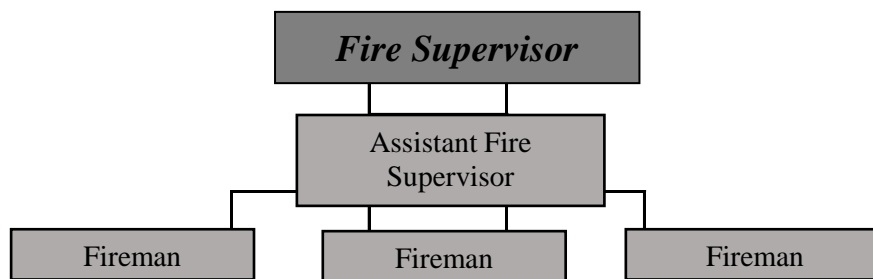 Fire Supervisor
Assistant Fire
Supervisor
Fireman
Fireman
Fireman